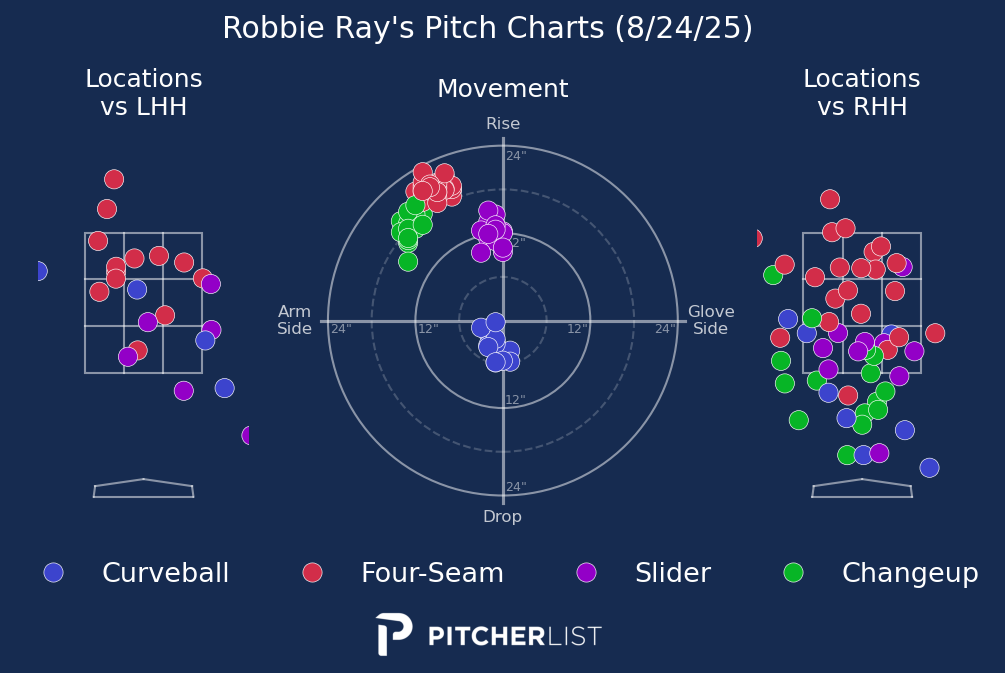 Robbie Ray's Pitch Charts (8/24/25)
Locations
vs LHH
Movement
Locations
vs RHH
Rise
24"
2"
Arm
Side
24"
12"
12"
24"
Glove
Side
12"
24"
Drop
Curveball
Four-Seam
Slider
Changeup
PITCHERLIST